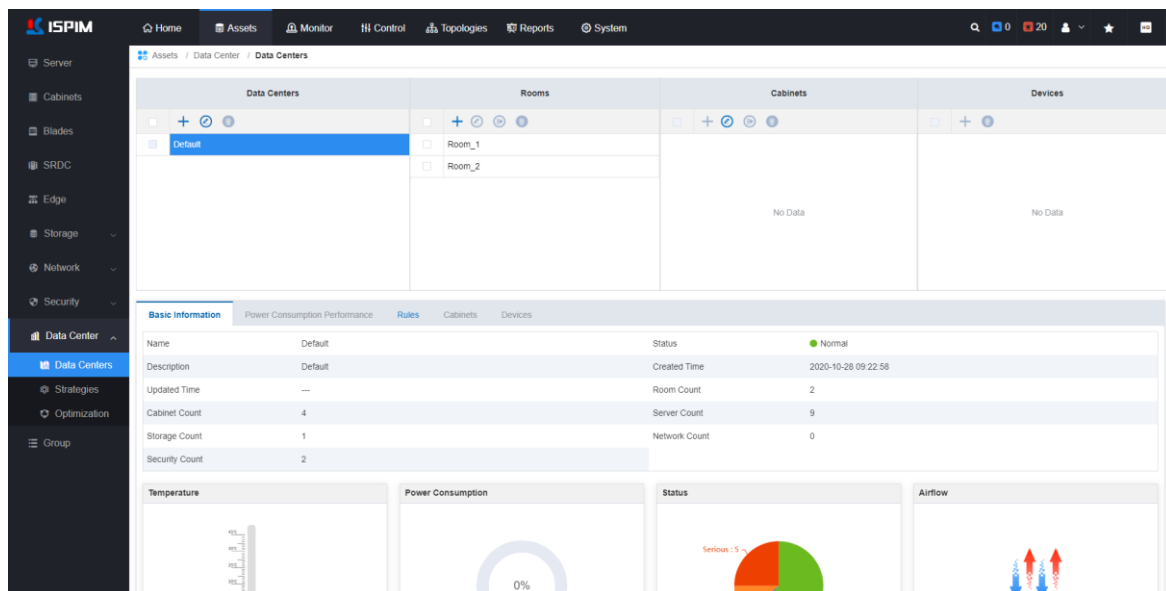 ISPIM
Home Assets Monitor Control Topologies Reports System 0 20
Server
Cabinets
Blades
SRDC
Edge
Storage
Network
Security
Data Center
Data Centers
Strategies
Optimization
Group
Assets / Data Center / Data Centers
Data Centers Rooms Cabinets Devices
Default Room_1
Room_2
No Data No Data
Basic Information Power Consumption Performance Rules Cabinets Devices
Name Default Status Normal
Description Default Created Time 2020-10-28 09:22:58
Updated Time --- Room Count 2
Cabinet Count 4 Server Count 9
Storage Count 1 Network Count 0
Security Count 2
Temperature Power Consumption Status Airflow
Serious : 5
0%